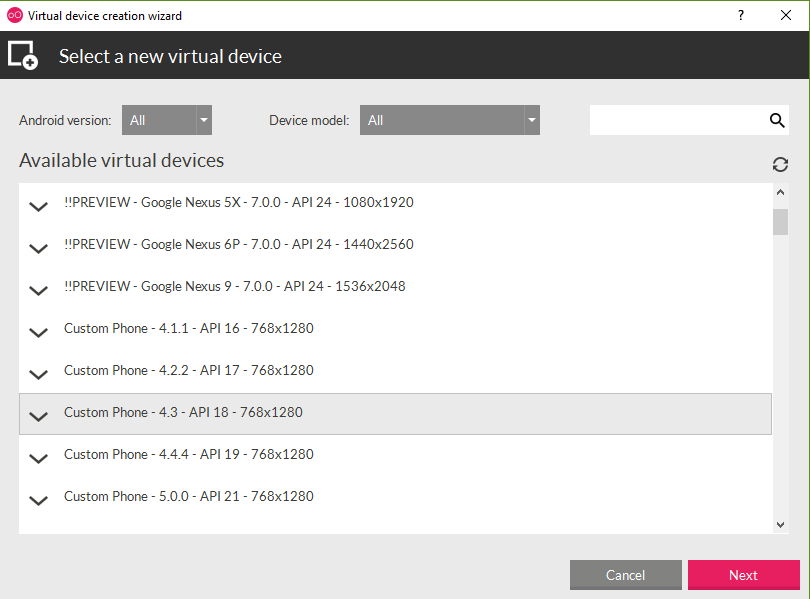 Virtual device creation wizard
?
Select a new virtual device
Android version: All Device model: All
Available virtual devices
!!PREVIEW - Google Nexus 5X - 7.0.0 - API 24 - 1080x1920
!!PREVIEW - Google Nexus 6P - 7.0.0 - API 24 - 1440x2560
!!PREVIEW - Google Nexus 9 - 7.0.0 - API 24 - 1536x2048
Custom Phone - 4.1.1 - API 16 - 768x1280
Custom Phone - 4.2.2 - API 17 - 768x1280
Custom Phone - 4.3 - API 18 - 768x1280
Custom Phone - 4.4.4 - API 19 - 768x1280
Custom Phone - 5.0.0 - API 21 - 768x1280
Cancel Next